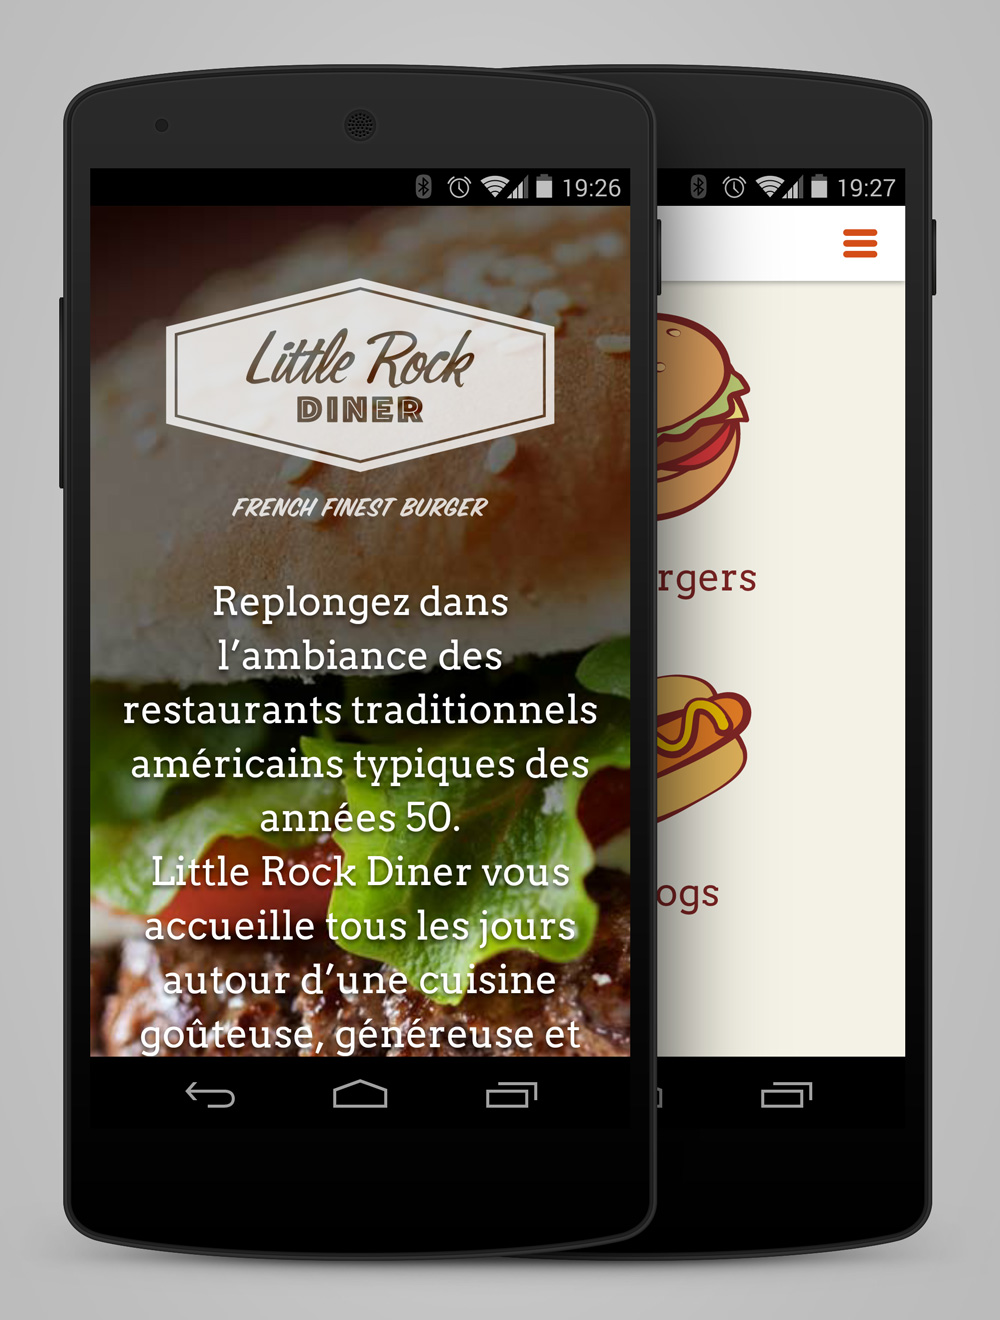 19:26
Little Rock
DINER
FRENCH FINEST BURGER
Replongez dans
l’ambiance des
restaurants traditionnels
américains typiques des
années 50.
Little Rock Diner vous
accueille tous les jours
autour d’une cuisine
goûteuse, généreuse et
19:27
rgers
ogs